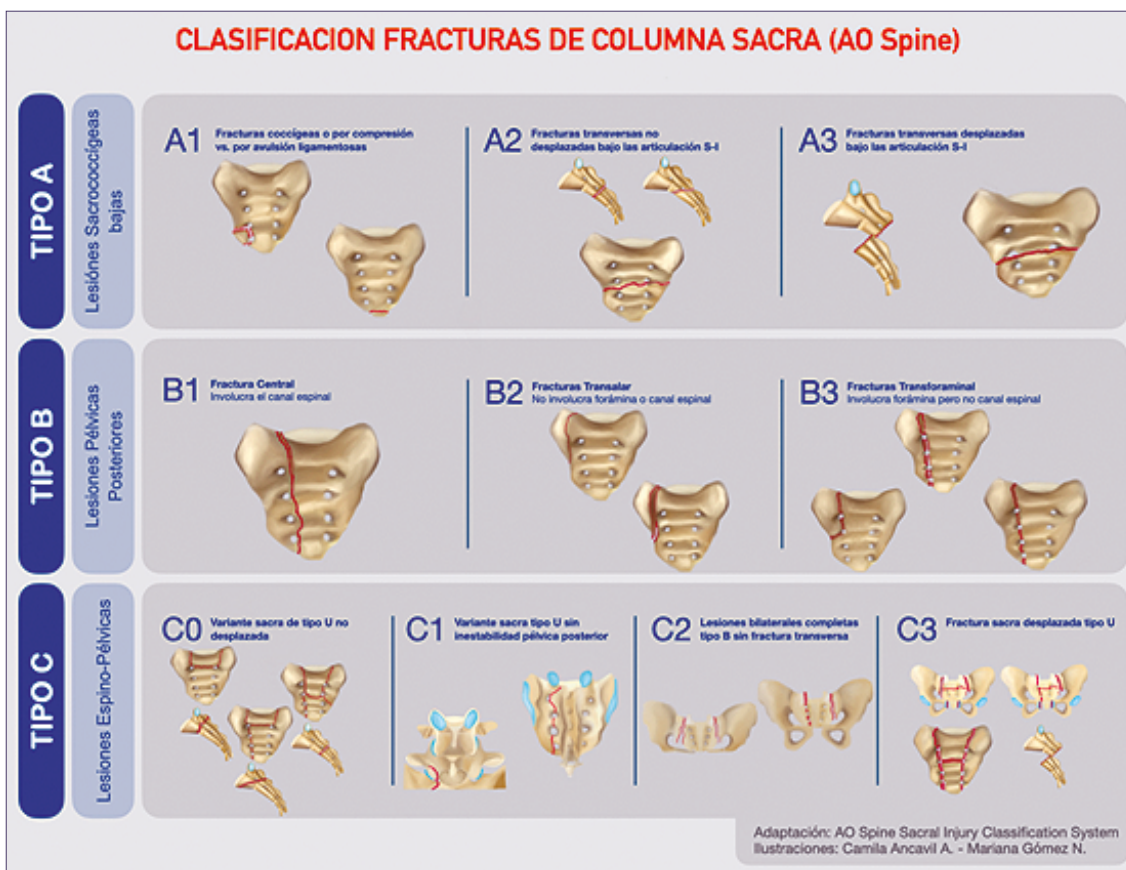 CLASIFICACION FRACTURAS DE COLUMNA SACRA (AO Spine)
TIPO A
Lesiónes Sacrococcígeas
bajas
A1
Fracturas coccígeas o por compresión
vs. por avulsión ligamentosas
A2
Fracturas transversas no
desplazadas bajo las articulación S-I
A3
Fracturas transversas desplazadas
bajo las articulación S-I
TIPO B
Lesiones Pélvicas
Posteriores
B1
Fractura Central
Involucra el canal espinal
B2
Fracturas Transalar
No involucra forámina o canal espinal
B3
Fracturas Transforaminal
Involucra forámina pero no canal espinal
TIPO C
Lesiones Espino-Pélvicas
C0
Variante sacra de tipo U no
desplazada
C1
Variante sacra tipo U sin
inestabilidad pélvica posterior
C2
Lesiones bilaterales completas
tipo B sin fractura transversa
C3
Fractura sacra desplazada tipo U
Adaptación: AO Spine Sacral Injury Classification System
Ilustraciones: Camila Ancavil A. - Mariana Gómez N.